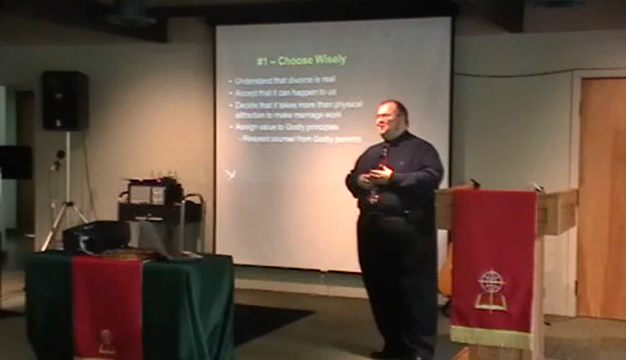 #1 – Choose Wisely
• Understand that divorce is real
• Accept that it can happen to us
• Decide that it takes more than physical
attraction to make marriage work
• Assign value to Godly principles
–Respect counsel from Godly parents